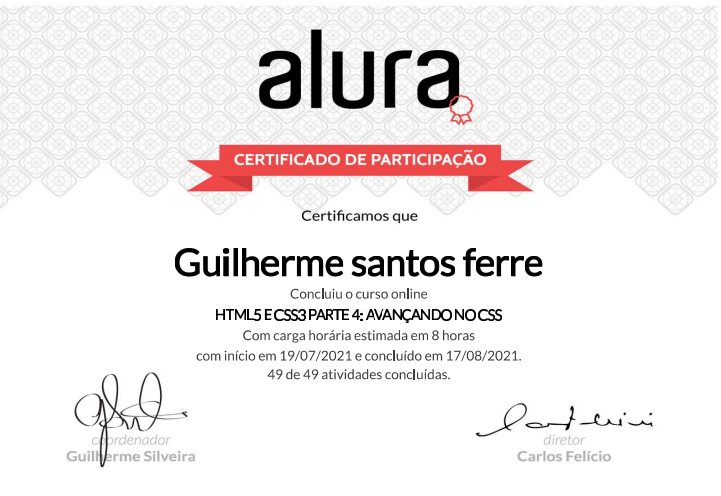 alura
CERTIFICADO DE PARTICIPAÇÃO
Certificamos que
Guilherme santos ferre
Concluiu o curso online
HTML5 E CSS3 PARTE 4: AVANÇANDO NO CSS
Com carga horária estimada em 8 horas
com início em 19/07/2021 e concluído em 17/08/2021.
49 de 49 atividades concluídas.
coordenador
Guilherme Silveira
diretor
Carlos Felício